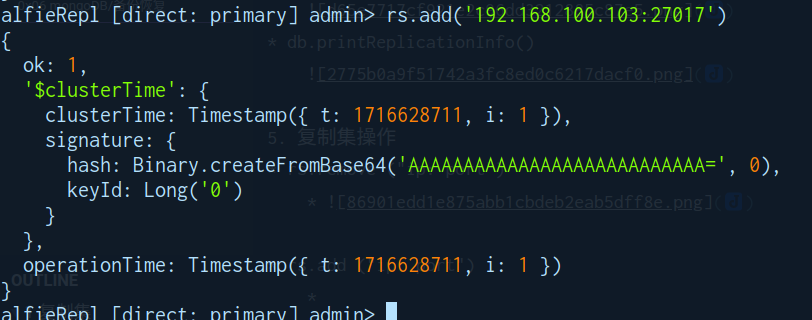 alfieRepl [direct: primary] admin> rs.add('192.168.100.103:27017')
{
* db.printReplicationInfo()
  ok: 1,
  '$clusterTime': {
![2775b0a9f51742a3fc8ed0c6217dacf0.png](
    clusterTime: Timestamp({ t: 1716628711, i: 1 }),
    signature: {
5. 复制集操作
      hash: Binary.createFromBase64('AAAAAAAAAAAAAAAAAAAAAAAAAAA=', 0),
      keyId: Long('0')
* ![86901edd1e875abb1cbdeb2eab5dff8e.png](
    }
  },
  operationTime: Timestamp({ t: 1716628711, i: 1 })
OUTLINE
}
alfieRepl [direct: primary] admin>